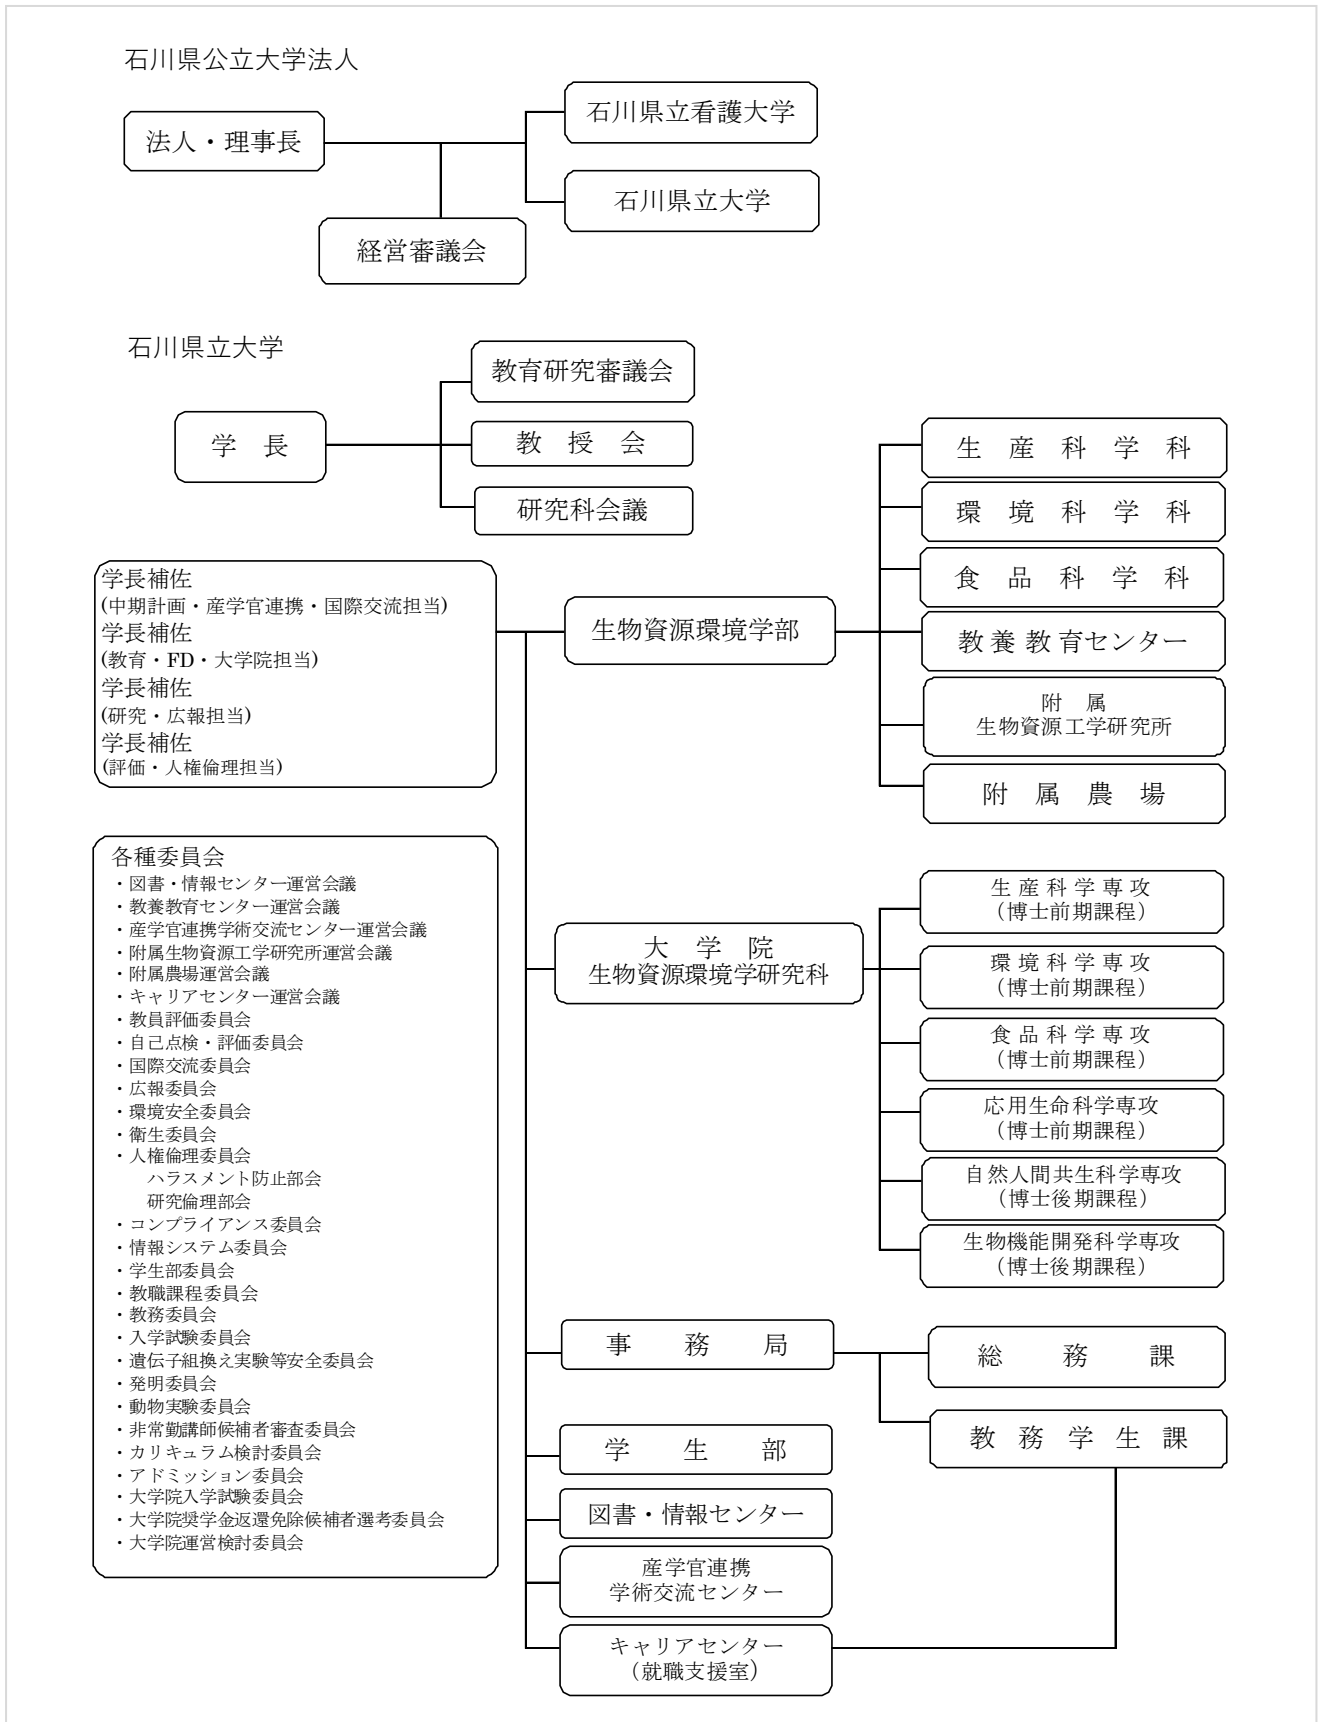 石川県公立大学法人
法人・理事長
石川県立看護大学
石川県立大学
経営審議会
石川県立大学
学　長
教育研究審議会
教　授　会
研究科会議
学長補佐
(中期計画・産学官連携・国際交流担当)
学長補佐
(教育・FD・大学院担当)
学長補佐
(研究・広報担当)
学長補佐
(評価・人権倫理担当)
生物資源環境学部
生　産　科　学　科
環　境　科　学　科
食　品　科　学　科
教養教育センター
附　属
生物資源工学研究所
附　属　農　場
各種委員会
・図書・情報センター運営会議
・教養教育センター運営会議
・産学官連携学術交流センター運営会議
・附属生物資源工学研究所運営会議
・附属農場運営会議
・キャリアセンター運営会議
・教員評価委員会
・自己点検・評価委員会
・国際交流委員会
・広報委員会
・環境安全委員会
・衛生委員会
・人権倫理委員会
ハラスメント防止部会
研究倫理部会
・コンプライアンス委員会
・情報システム委員会
・学生部委員会
・教職課程委員会
・教務委員会
・入学試験委員会
・遺伝子組換え実験等安全委員会
・発明委員会
・動物実験委員会
・非常勤講師候補者審査委員会
・カリキュラム検討委員会
・アドミッション委員会
・大学院入学試験委員会
・大学院奨学金返還免除候補者選考委員会
・大学院運営検討委員会
大　学　院
生物資源環境学研究科
生産科学専攻
（博士前期課程）
環境科学専攻
（博士前期課程）
食品科学専攻
（博士前期課程）
応用生命科学専攻
（博士前期課程）
自然人間共生科学専攻
（博士後期課程）
生物機能開発科学専攻
（博士後期課程）
事　務　局
総　務　課
教　務　学　生　課
学　生　部
図書・情報センター
産学官連携
学術交流センター
キャリアセンター
（就職支援室）